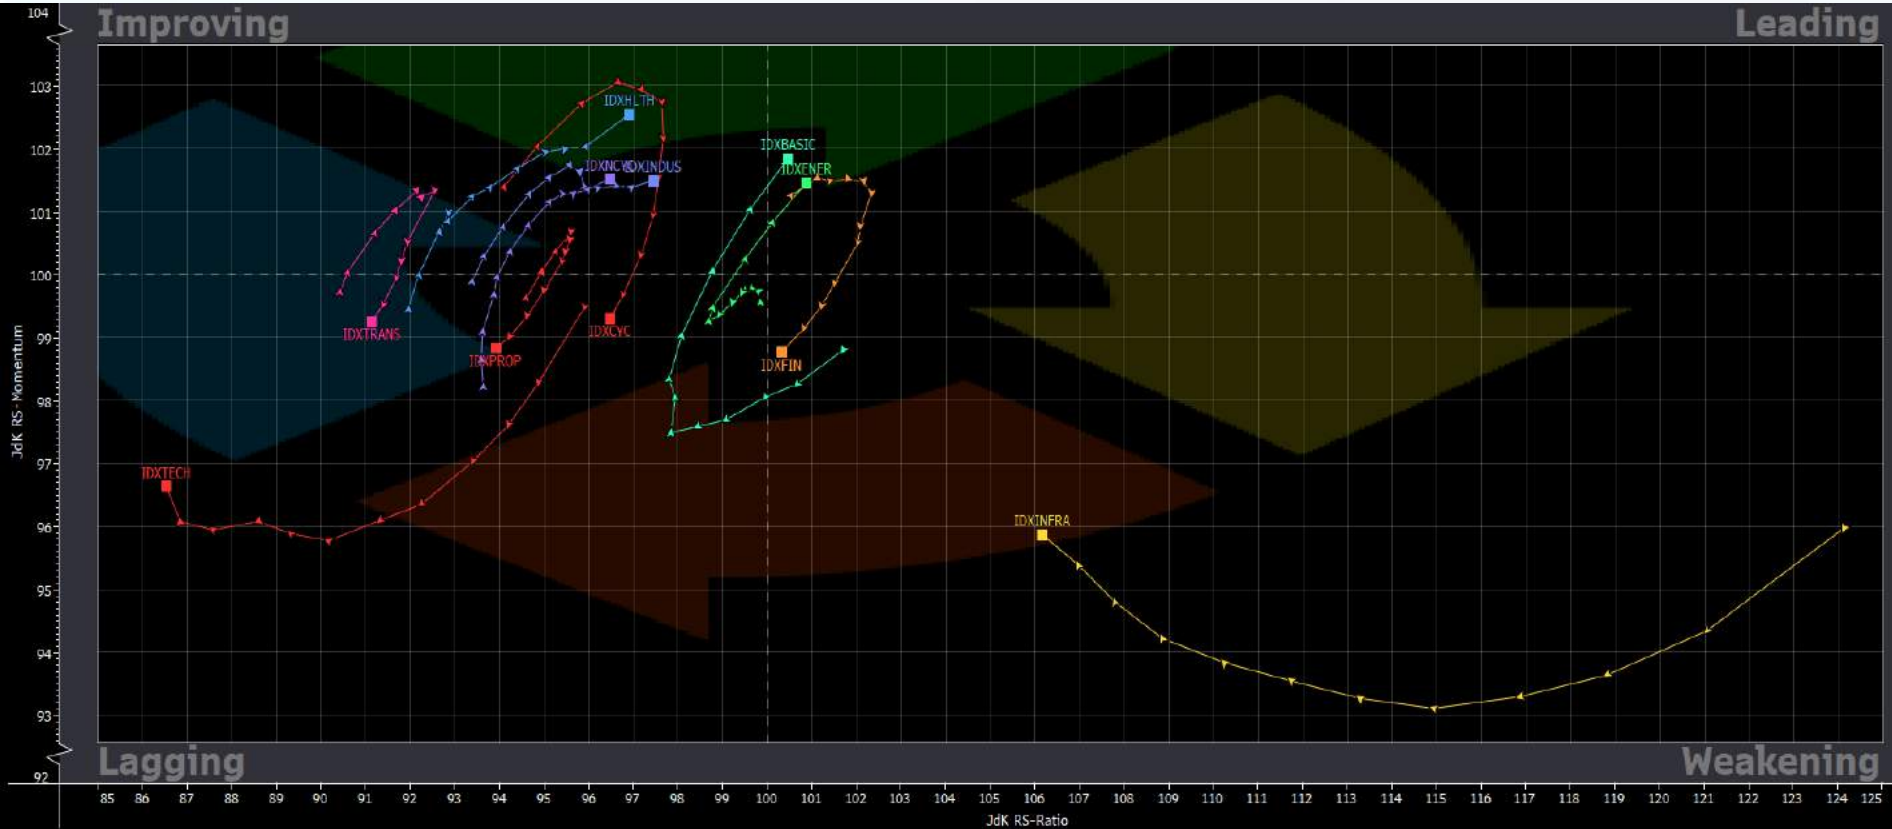 Improving
Leading
104
103
102
101
100
99
98
97
96
95
94
93
92
JdK RS-Momentum
IDXHLTH
IDXINDUS
IDXBASIC
IDXENER
IDXTRANS
IDXPROP
IDXCYC
IDXFIN
IDXTECH
IDXINFRA
Lagging
Weakening
85 86 87 88 89 90 91 92 93 94 95 96 97 98 99 100 101 102 103 104 105 106 107 108 109 110 111 112 113 114 115 116 117 118 119 120 121 122 123 124 125
JdK RS-Ratio